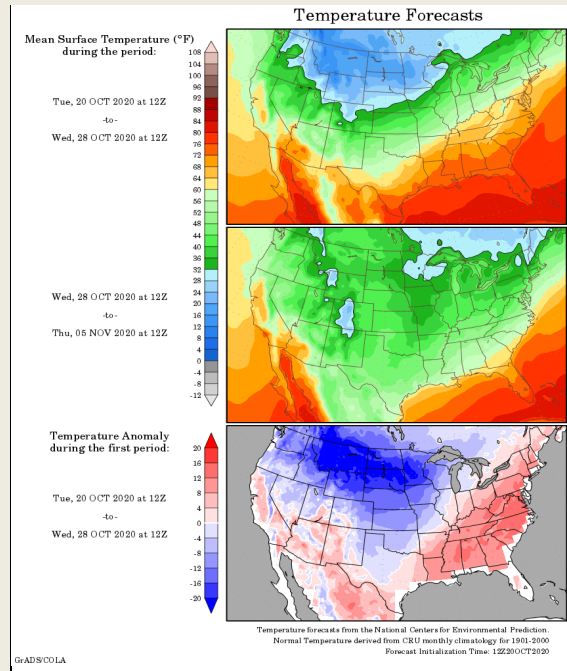 Temperature Forecasts
Mean Surface Temperature (°F)
during the period:
Tue, 20 OCT 2020 at 12Z
-to-
Wed, 28 OCT 2020 at 12Z
108
104
100
96
92
88
84
80
76
72
68
64
60
56
52
48
44
40
36
32
28
24
20
16
12
8
4
0
-4
-8
-12
Wed, 28 OCT 2020 at 12Z
-to-
Thu, 05 NOV 2020 at 12Z
Temperature Anomaly
during the first period:
Tue, 20 OCT 2020 at 12Z
-to-
Wed, 28 OCT 2020 at 12Z
20
16
12
8
4
0
-4
-8
-12
-16
-20
Temperature forecasts from the National Centers for Environmental Prediction.
Normal Temperature derived from CRU monthly climatology for 1901-2000
Forecast Initialization Time: 12Z20OCT2020
GrADS/COLA